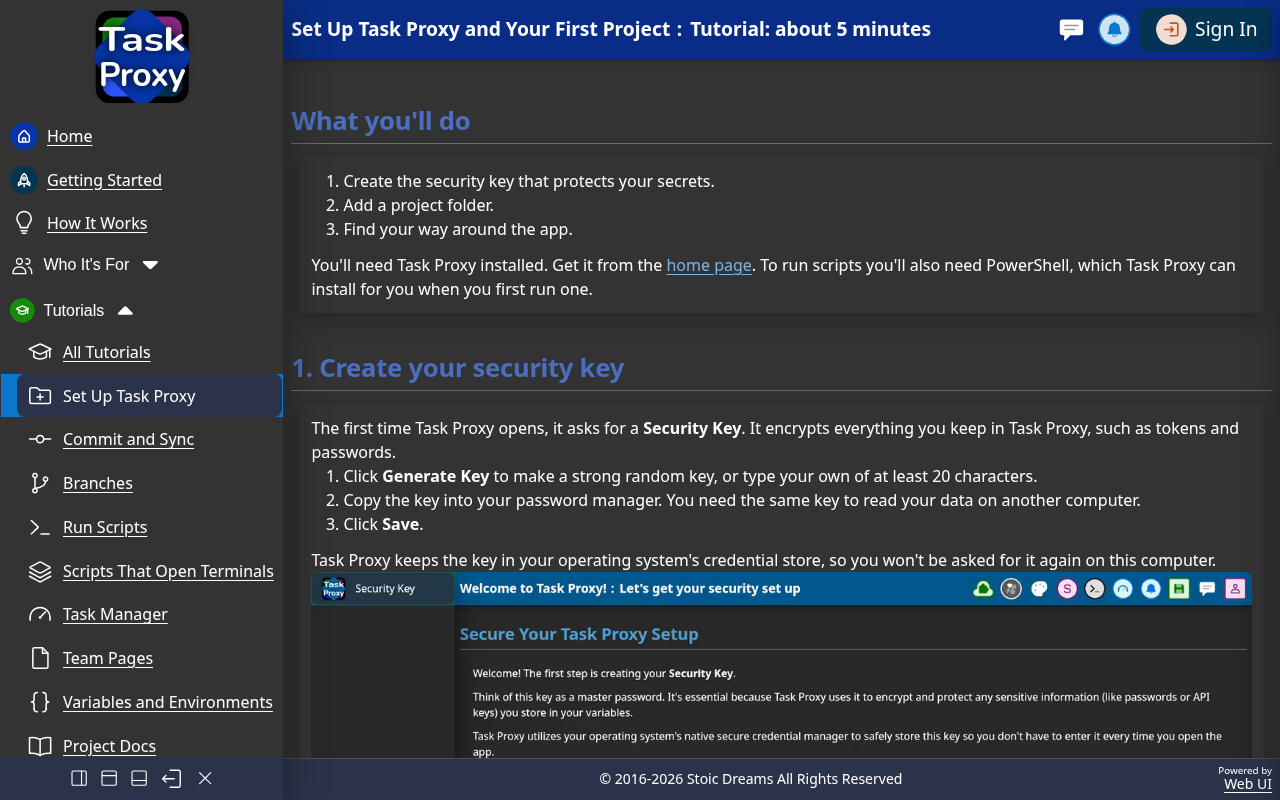 Task
Proxy
Set Up Task Proxy and Your First Project : Tutorial: about 5 minutes
Sign In
Home
Getting Started
How It Works
Who It's For
Tutorials
All Tutorials
Set Up Task Proxy
Commit and Sync
Branches
Run Scripts
Scripts That Open Terminals
Task Manager
Team Pages
Variables and Environments
Project Docs
What you'll do
1. Create the security key that protects your secrets.
2. Add a project folder.
3. Find your way around the app.
You'll need Task Proxy installed. Get it from the home page. To run scripts you'll also need PowerShell, which Task Proxy can
install for you when you first run one.
1. Create your security key
The first time Task Proxy opens, it asks for a Security Key. It encrypts everything you keep in Task Proxy, such as tokens and
passwords.
1. Click Generate Key to make a strong random key, or type your own of at least 20 characters.
2. Copy the key into your password manager. You need the same key to read your data on another computer.
3. Click Save.
Task Proxy keeps the key in your operating system's credential store, so you won't be asked for it again on this computer.
Task
Proxy
Security Key
Welcome to Task Proxy! : Let's get your security set up
S
Secure Your Task Proxy Setup
Welcome! The first step is creating your Security Key.
Think of this key as a master password. It's essential because Task Proxy uses it to encrypt and protect any sensitive information (like passwords or API
keys) you store in your variables.
Task Proxy utilizes your operating system's native secure credential manager to safely store this key so you don't have to enter it every time you open the
app.
© 2016-2026 Stoic Dreams All Rights Reserved
Powered by
Web UI